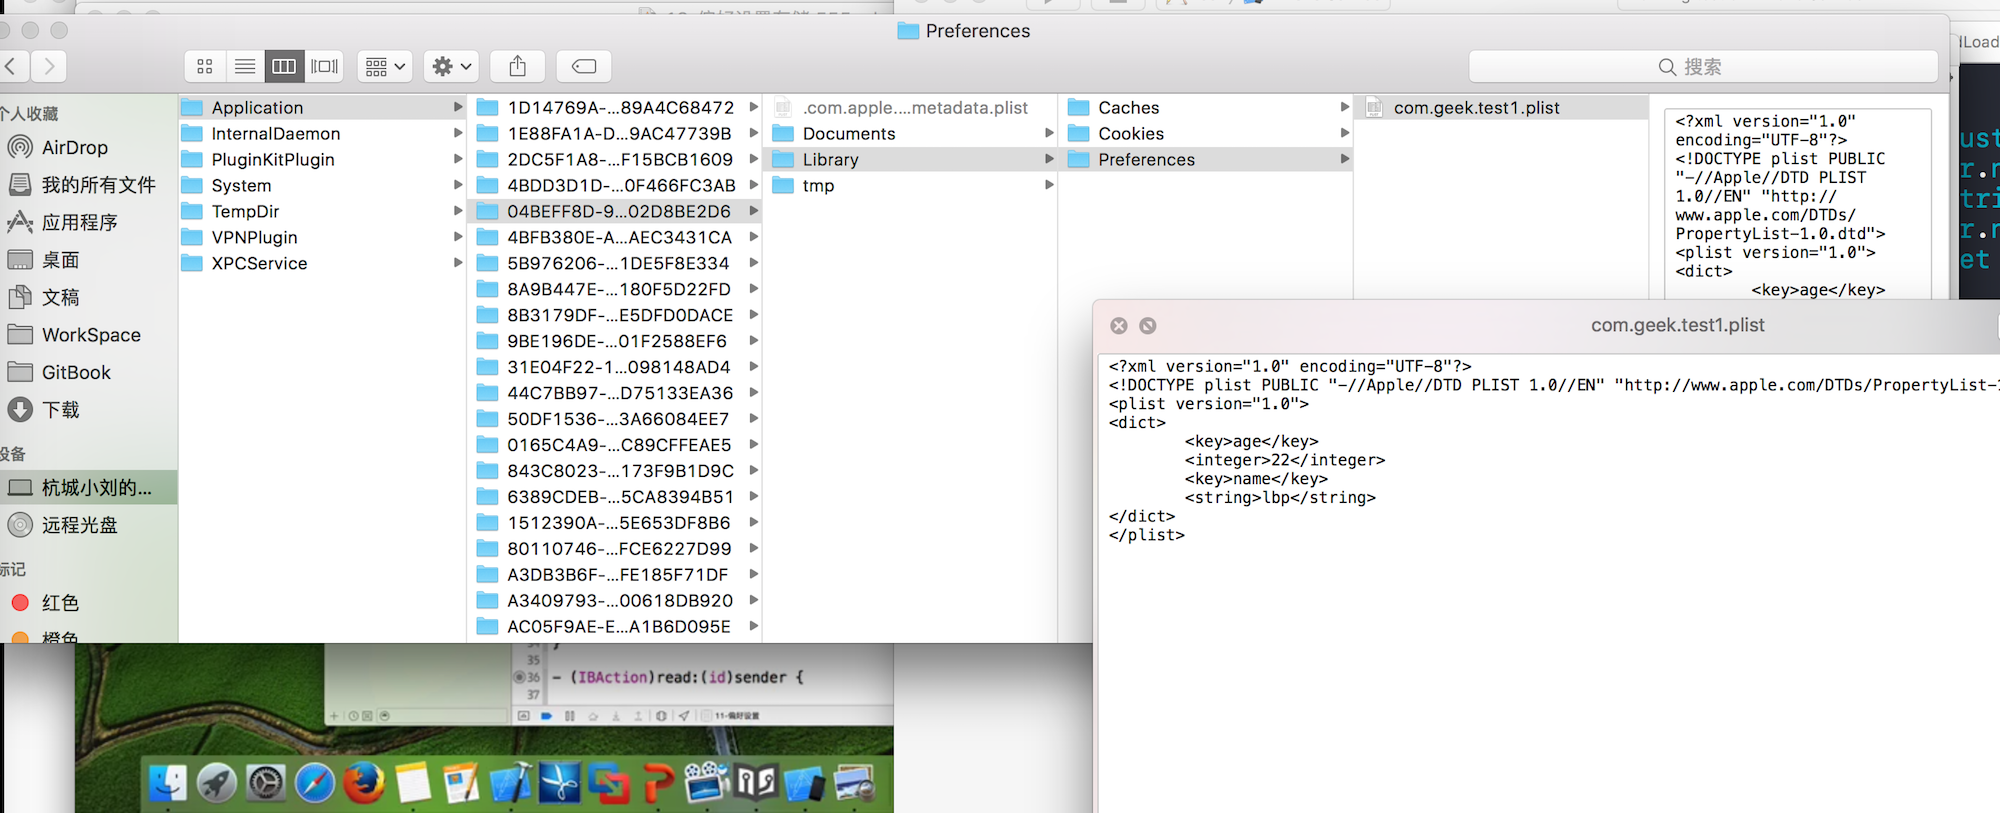 Preferences
搜索
个人收藏
AirDrop
我的所有文件
应用程序
桌面
文稿
WorkSpace
GitBook
下载
设备
杭城小刘的...
远程光盘
标记
红色
橙色
Application
InternalDaemon
PluginKitPlugin
System
TempDir
VPNPlugin
XPCService
1D14769A-...89A4C68472
1E88FA1A-D...9AC47739B
2DC5F1A8-...F15BCB1609
4BDD3D1D-...0F466FC3AB
04BEFF8D-9...02D8BE2D6
4BFB380E-A...AEC3431CA
5B976206-...1DE5F8E334
8A9B447E-...180F5D22FD
8B3179DF-...E5DFD0DACE
9BE196DE-...01F2588EF6
31E04F22-1...098148AD4
44C7BB97-...D75133EA36
50DF1536-...3A66084EE7
0165C4A9-...C89CFFEAE5
843C8023-...173F9B1D9C
6389CDEB-...5CA8394B51
1512390A-...5E653DF8B6
80110746-...FCE6227D99
A3DB3B6F-...FE185F71DF
A3409793-...00618DB920
AC05F9AE-E...A1B6D095E
.com.apple....metadata.plist
Documents
Library
tmp
Caches
Cookies
Preferences
com.geek.test1.plist
<?xml version="1.0"
encoding="UTF-8"?>
<!DOCTYPE plist PUBLIC
"-//Apple//DTD PLIST
1.0//EN" "http://
www.apple.com/DTDs/
PropertyList-1.0.dtd">
<plist version="1.0">
<dict>
<key>age</key>
dLoad
ust
r.n
tri
r.n
et
com.geek.test1.plist
<?xml version="1.0" encoding="UTF-8"?>
<!DOCTYPE plist PUBLIC "-//Apple//DTD PLIST 1.0//EN" "http://www.apple.com/DTDs/PropertyList-1
<plist version="1.0">
<dict>
<key>age</key>
<integer>22</integer>
<key>name</key>
<string>lbp</string>
</dict>
</plist>
35
36 - (IBAction)read:(id)sender {
37
11-偏好设置